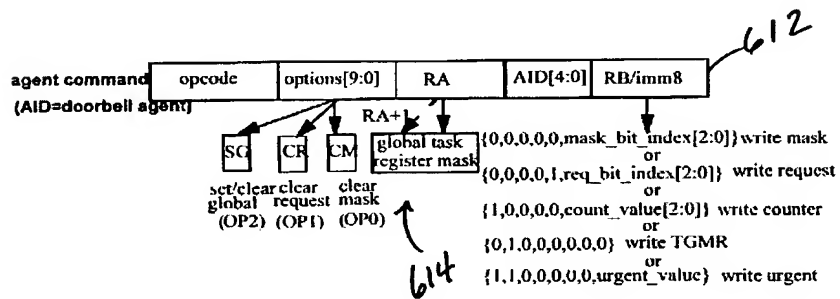 612
agent command opcode options[9:0] RA AID[4:0] RB/imm8
(AID=doorbell agent)
RA+1
SG CR CM global task
register mask
set/clear clear clear
global request mask
(OP2) (OP1) (OP0)
{0,0,0,0,0,mask_bit_index[2:0]} write mask
or
{0,0,0,0,1,req_bit_index[2:0]} write request
or
{1,0,0,0,0,count_value[2:0]} write counter
or
{0,1,0,0,0,0,0,0} write TGMR
or
{1,1,0,0,0,0,0,urgent_value} write urgent
614